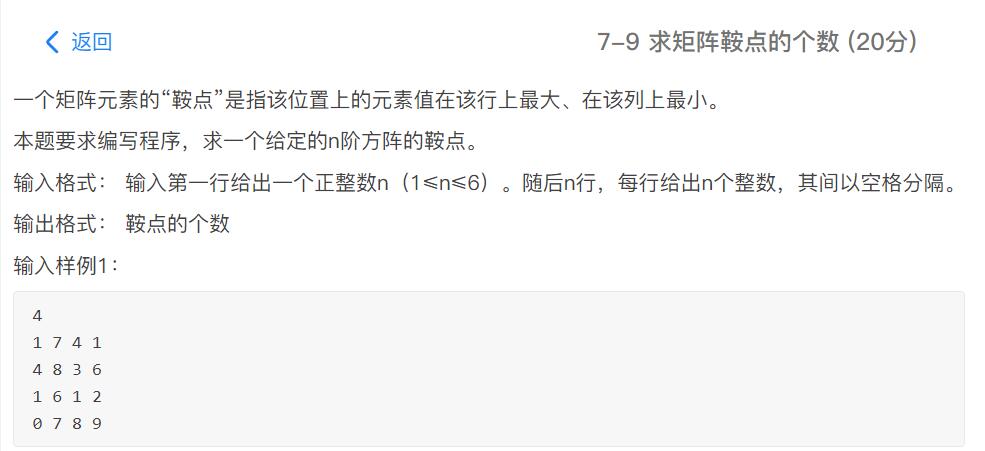 返回
7-9 求矩阵鞍点的个数 (20分)
一个矩阵元素的“鞍点”是指该位置上的元素值在该行上最大、在该列上最小。
本题要求编写程序，求一个给定的n阶方阵的鞍点。
输入格式： 输入第一行给出一个正整数n（1≤n≤6）。随后n行，每行给出n个整数，其间以空格分隔。
输出格式： 鞍点的个数
输入样例1：
4
1 7 4 1
4 8 3 6
1 6 1 2
0 7 8 9